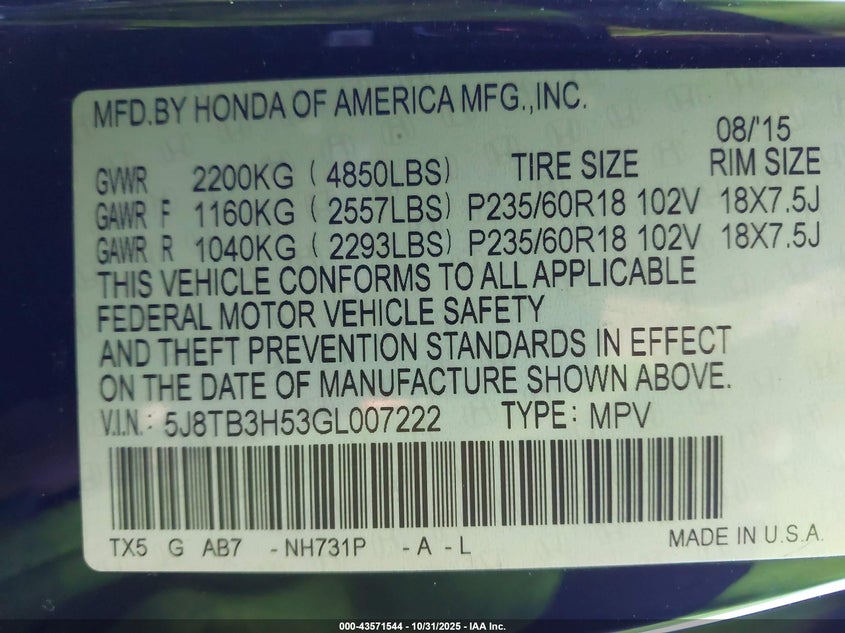 MFD.BY HONDA OF AMERICA MFG.,INC.
08/'15
GVWR 2200KG (4850LBS) TIRE SIZE RIM SIZE
GAWR F 1160KG (2557LBS) P235/60R18 102V 18X7.5J
GAWR R 1040KG (2293LBS) P235/60R18 102V 18X7.5J
THIS VEHICLE CONFORMS TO ALL APPLICABLE
FEDERAL MOTOR VEHICLE SAFETY
AND THEFT PREVENTION STANDARDS IN EFFECT
ON THE DATE OF MANUFACTURE SHOWN ABOVE.
V.I.N.: 5J8TB3H53GL007222 TYPE: MPV
TX5 G AB7 -NH731P -A -L MADE IN U.S.A.
000-43571544 - 10/31/2025 - IAA Inc.